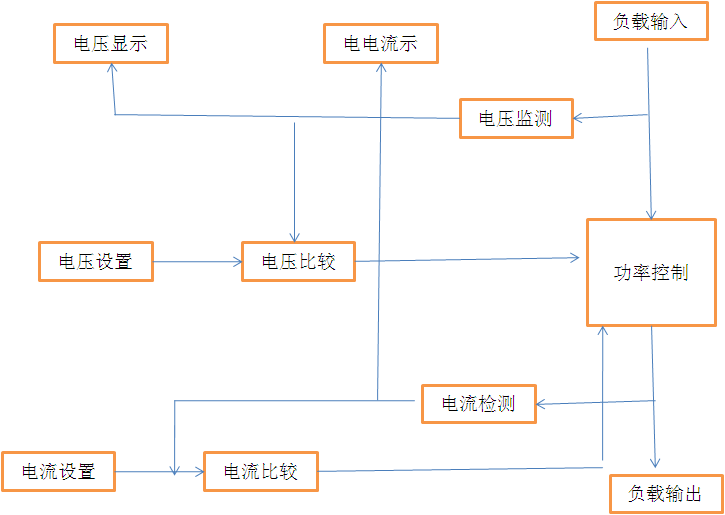 电压显示
电电流示
负载输入
电压监测
电压设置
电压比较
功率控制
电流检测
电流设置
电流比较
负载输出